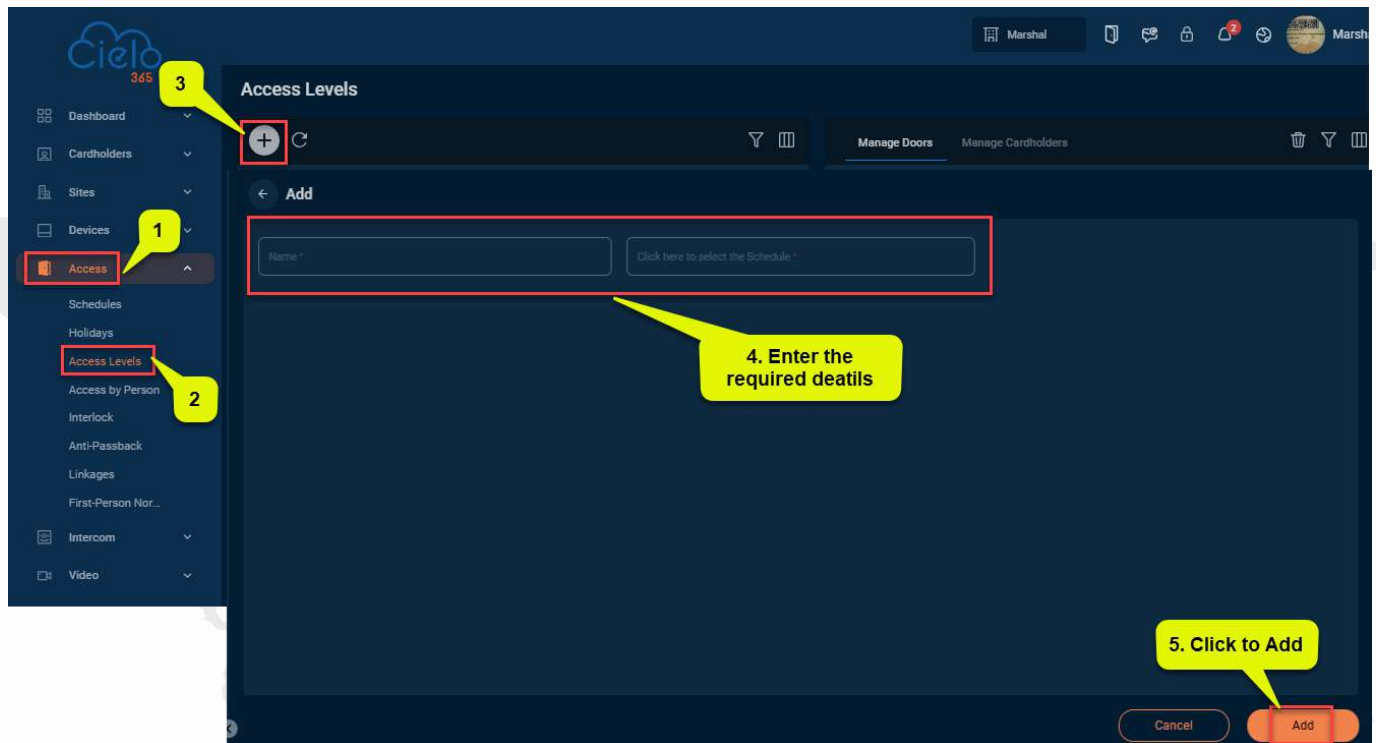 Cielo
365
Marshal
2
Marsh
3
Access Levels
Dashboard
Manage Doors
Manage Cardholders
Cardholders
Sites
Add
Devices
1
Name *
Click here to select the Schedule *
Access
Schedules
Holidays
Access Levels
4. Enter the
required deatils
Access by Person
2
Interlock
Anti-Passback
Linkages
First-Person Nor...
Intercom
Video
5. Click to Add
Cancel
Add